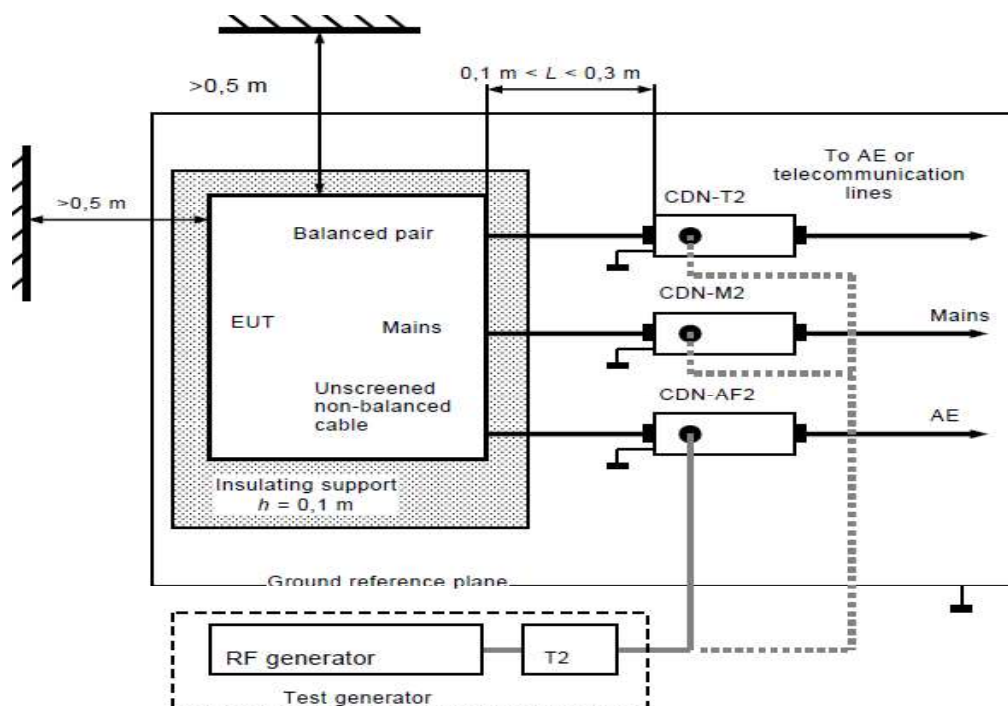 >0,5 m
0,1 m < L < 0,3 m
>0,5 m
To AE or
telecommunication
lines
CDN-T2
Balanced pair
CDN-M2
EUT
Mains
Mains
Unscreened
non-balanced
cable
CDN-AF2
AE
Insulating support
h = 0,1 m
Ground reference plane
RF generator
T2
Test generator